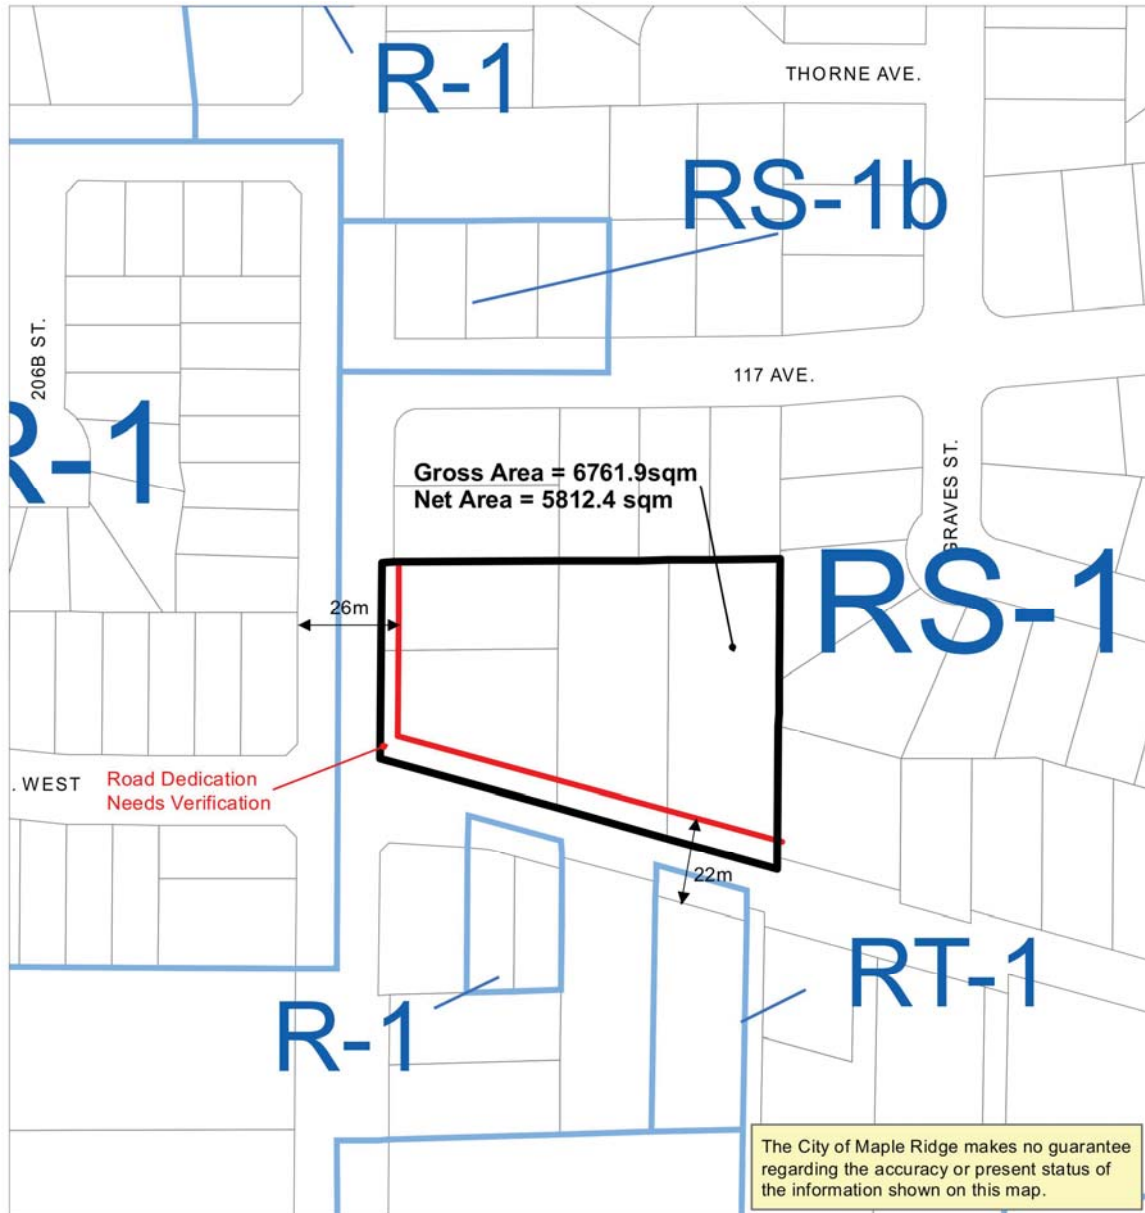 R-1
THORNE AVE.
RS-1b
206B ST.
117 AVE.
R-1
Gross Area = 6761.9sqm
Net Area = 5812.4 sqm
GRAVES ST.
RS-1
26m
. WEST
Road Dedication
Needs Verification
22m
RT-1
R-1
The City of Maple Ridge makes no guarantee
regarding the accuracy or present status of
the information shown on this map.